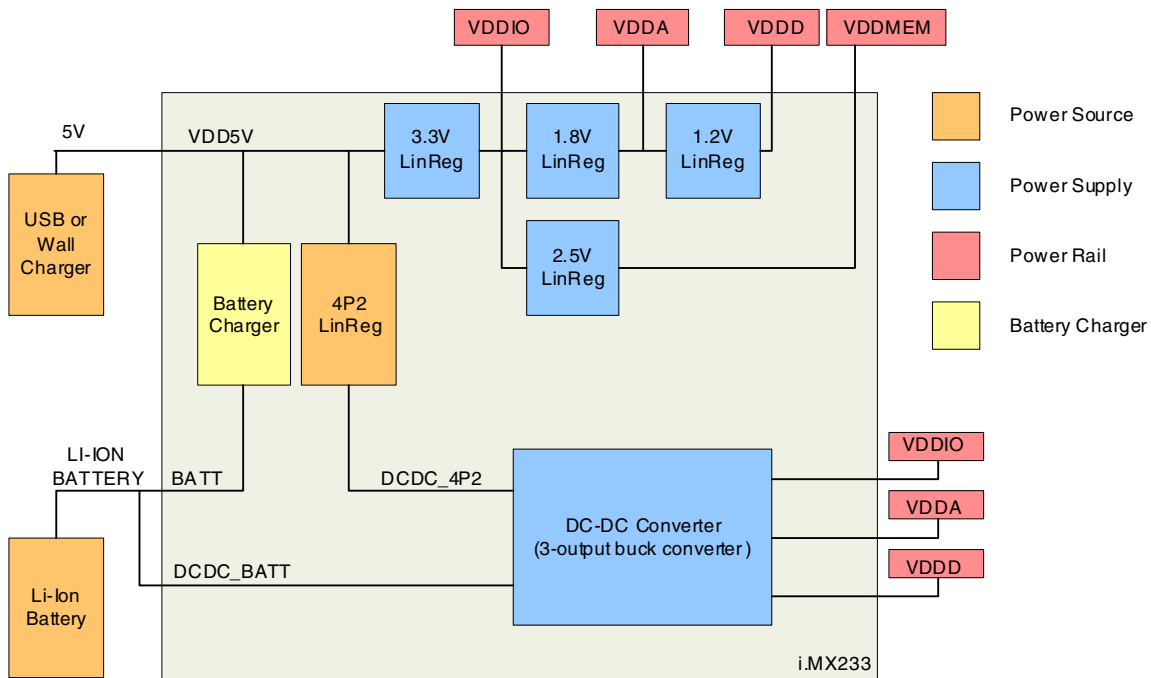 VDDIO
VDDA
VDDD
VDDMEM
5V
VDD5V
3.3V
LinReg
1.8V
LinReg
1.2V
LinReg
2.5V
LinReg
USB or
Wall
Charger
Battery
Charger
4P2
LinReg
LI-ION
BATTERY
BATT
DCDC_4P2
DCDC_BATT
Li-Ion
Battery
DC-DC Converter
(3-output buck converter)
VDDIO
VDDA
VDDD
i.MX233
Power Source
Power Supply
Power Rail
Battery Charger